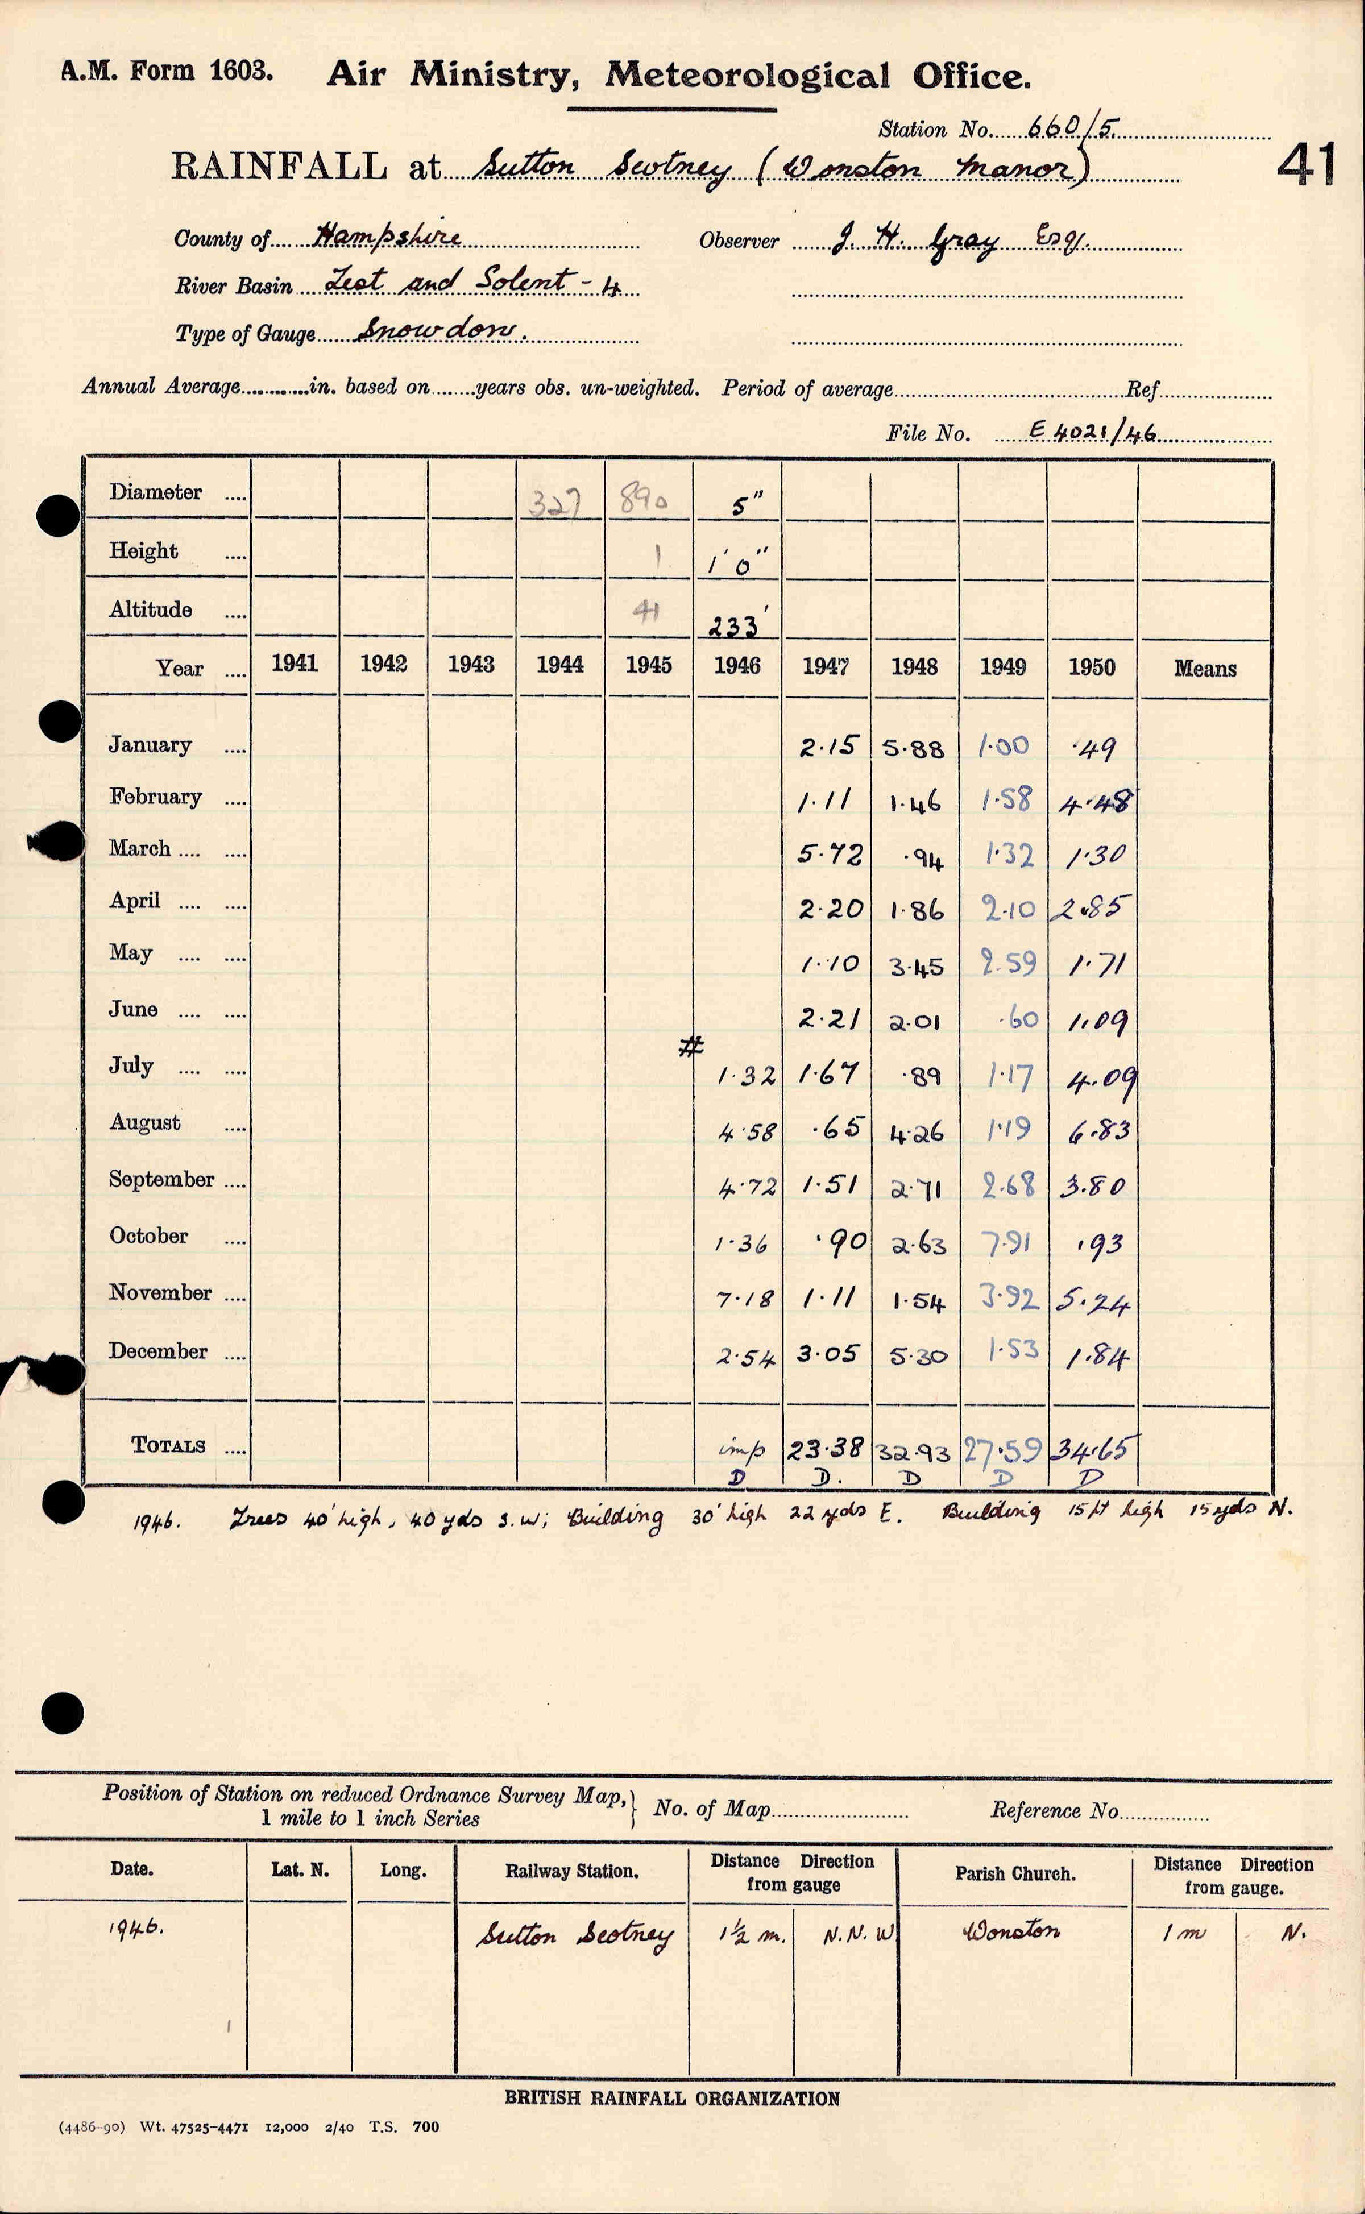 A.M. Form 1603. Air Ministry, Meteorological Office.
Station No. 660/5
RAINFALL at Sutton Scotney (Wonston Manor) 41
County of Hampshire Observer J. H. Gray Esq.
River Basin Test and Solent - 4
Type of Gauge Snowdon.
Annual Average in. based on years obs. un-weighted. Period of average Ref.
File No. E 4021/46
Diameter 327 890 5"
Height 1 1' 0"
Altitude 41 233'
Year 1941 1942 1943 1944 1945 1946 1947 1948 1949 1950 Means
January 2.15 5.88 1.00 .49
February 1.11 1.46 1.58 4.48
March 5.72 .94 1.32 1.30
April 2.20 1.86 2.10 2.85
May 1.10 3.45 2.59 1.71
June 2.21 2.01 .60 1.09
#
July 1.32 1.67 .89 1.17 4.09
August 4.58 .65 4.26 1.19 6.83
September 4.72 1.51 2.71 2.68 3.80
October 1.36 .90 2.63 7.91 .93
November 7.18 1.11 1.54 3.92 5.24
December 2.54 3.05 5.30 1.53 1.84
TOTALS imp 23.38 32.93 27.59 34.65
D D. D D D
1946. Trees 40' high, 40 yds S.W; Building 30' high 22 yds E. Building 15 ft high 15 yds N.
Position of Station on reduced Ordnance Survey Map, 1 mile to 1 inch Series } No. of Map Reference No.
Date. Lat. N. Long. Railway Station. Distance Direction from gauge Parish Church. Distance Direction from gauge.
1946. Sutton Scotney 1½ m. N.N.W Wonston 1 m N.
BRITISH RAINFALL ORGANIZATION
(4486-90) Wt. 47525-4471 12,000 2/40 T.S. 700